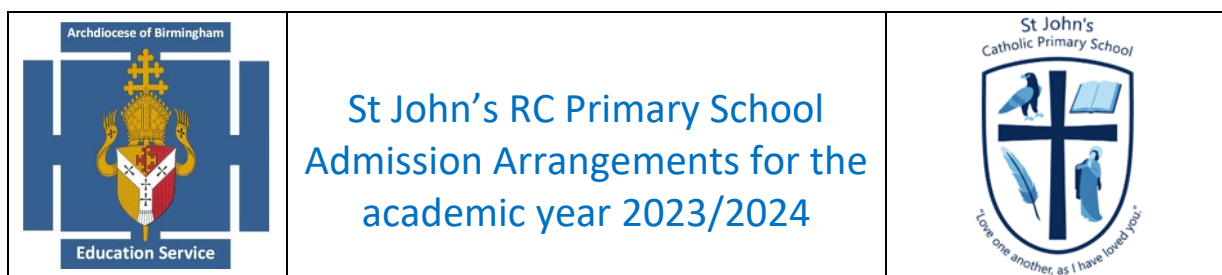 Archdiocese of Birmingham
Education Service
St John’s RC Primary School
Admission Arrangements for the
academic year 2023/2024
St John's
Catholic Primary School
"Love one another, as I have loved you."